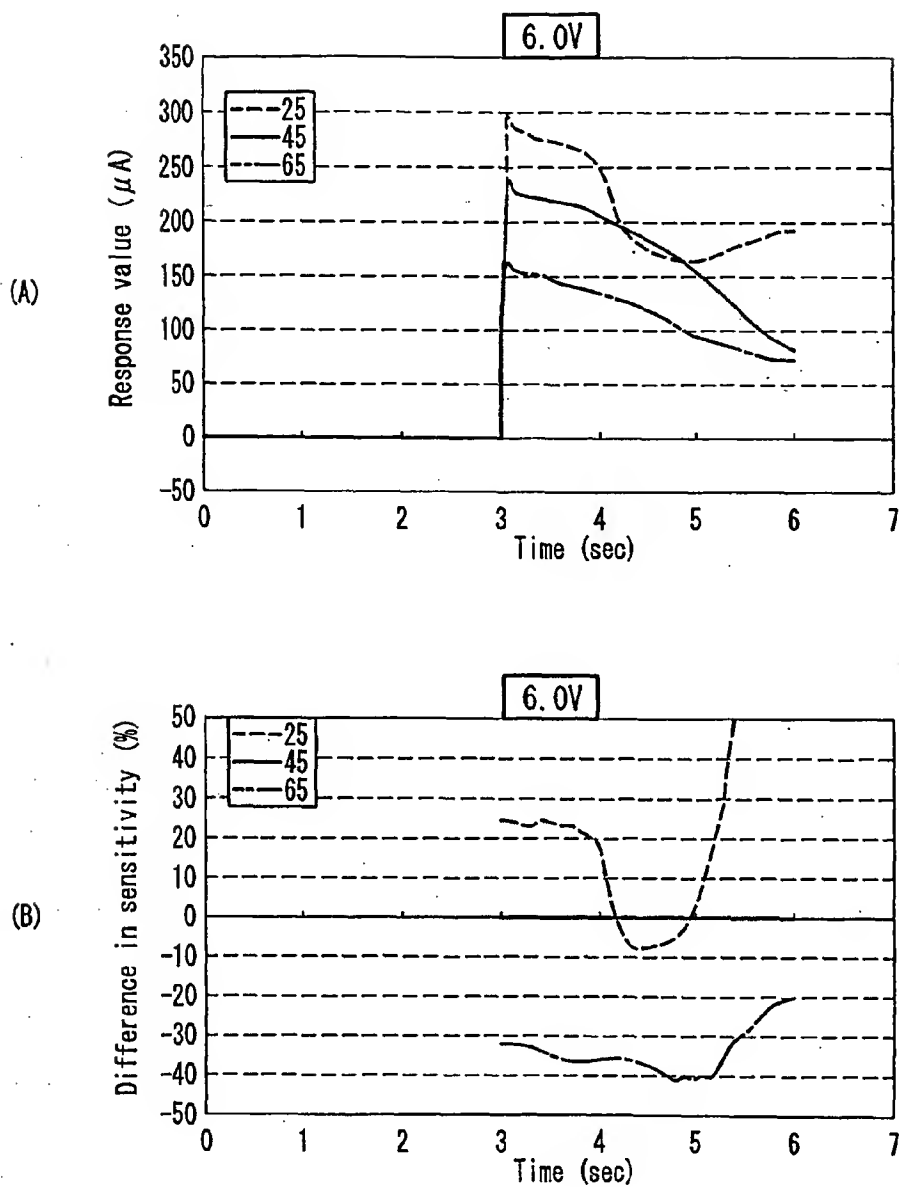 (A)
6.0V
Response value (μA)
350
300
250
200
150
100
50
0
-50
25
45
65
0 1 2 3 4 5 6 7
Time (sec)
(B)
6.0V
Difference in sensitivity (%)
50
40
30
20
10
0
-10
-20
-30
-40
-50
25
45
65
0 1 2 3 4 5 6 7
Time (sec)